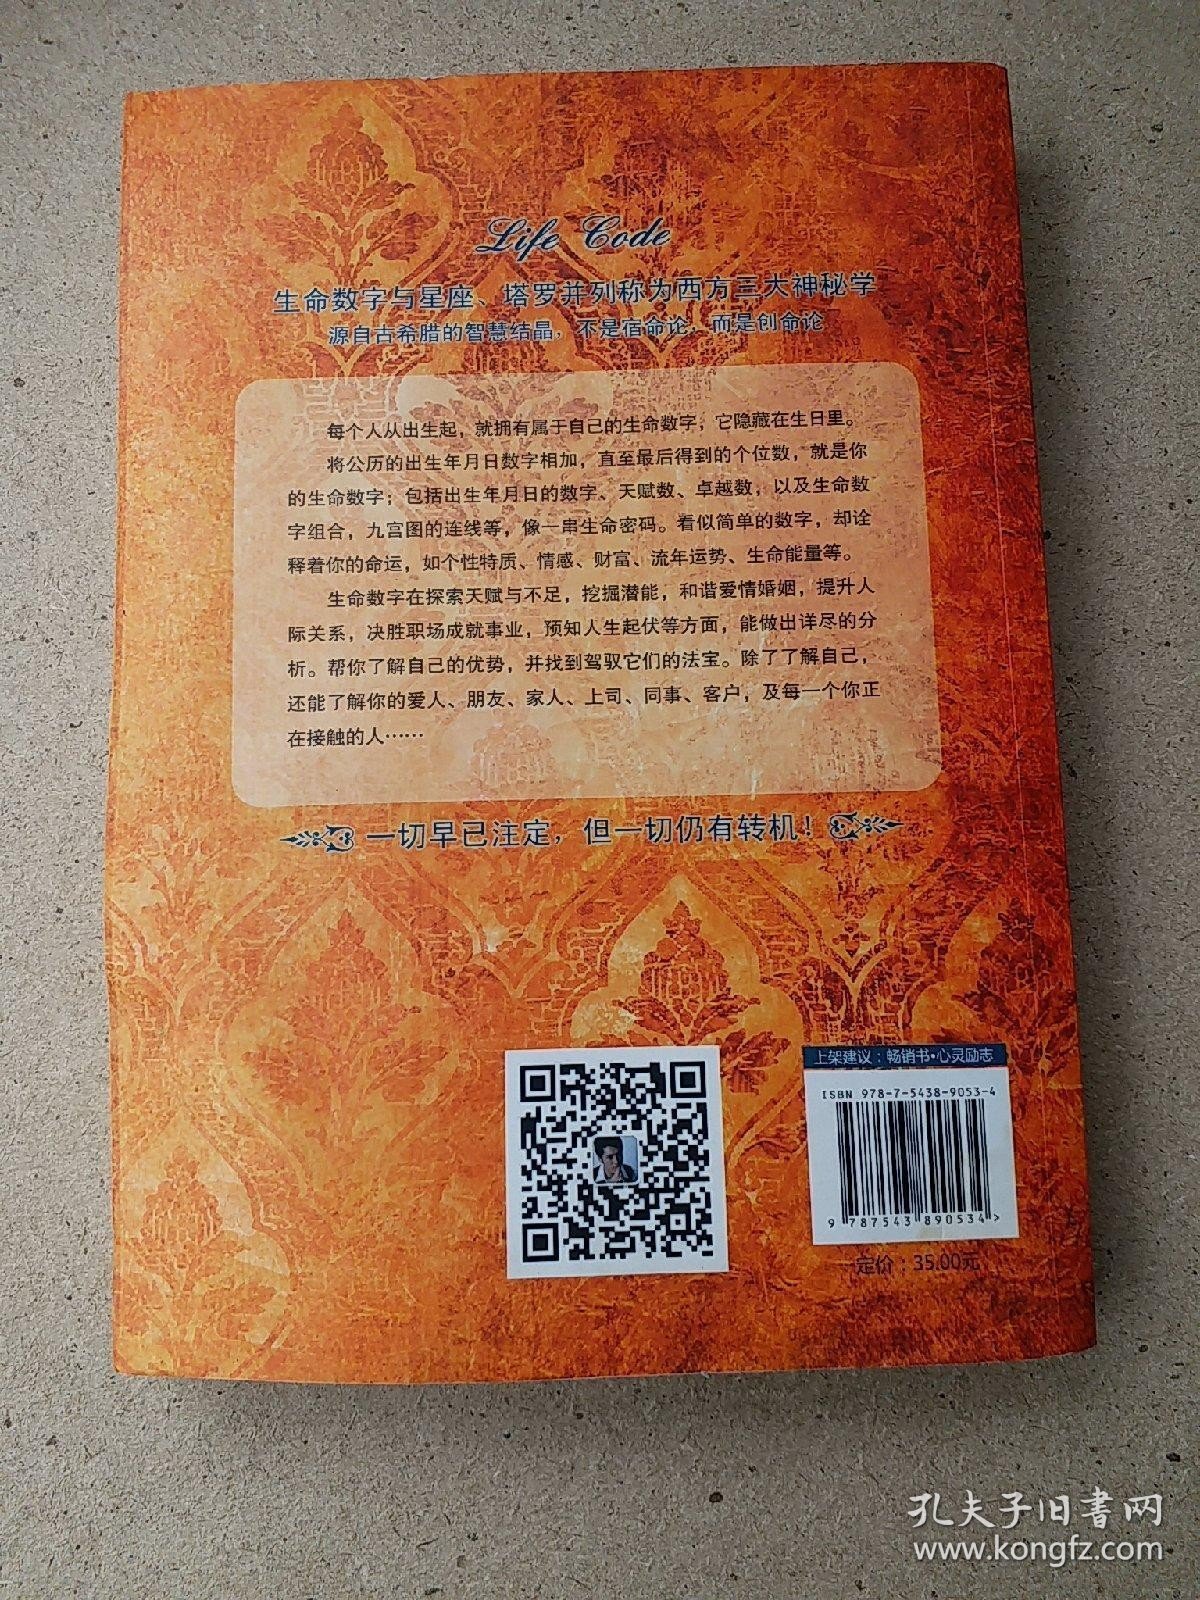 Life Code
生命数字与星座、塔罗并列称为西方三大神秘学
源自古希腊的智慧结晶，不是宿命论，而是创命论
每个人从出生起，就拥有属于自己的生命数字，它隐藏在生日里。
将公历的出生年月日数字相加，直至最后得到的个位数，就是你
的生命数字；包括出生年月日的数字、天赋数、卓越数，以及生命数
字组合，九宫图的连线等，像一串生命密码。看似简单的数字，却诠
释着你的命运，如个性特质、情感、财富、流年运势、生命能量等。
生命数字在探索天赋与不足，挖掘潜能，和谐爱情婚姻，提升人
际关系，决胜职场成就事业，预知人生起伏等方面，能做出详尽的分
析。帮你了解自己的优势，并找到驾驭它们的法宝。除了了解自己，
还能了解你的爱人、朋友、家人、上司、同事、客户，及每一个你正
在接触的人……
一切早已注定，但一切仍有转机！
上架建议：畅销书·心灵励志
ISBN 978-7-5438-9053-4
9 787543 890534 >
定价：35.00元
孔夫子旧書网
www.kongfz.com